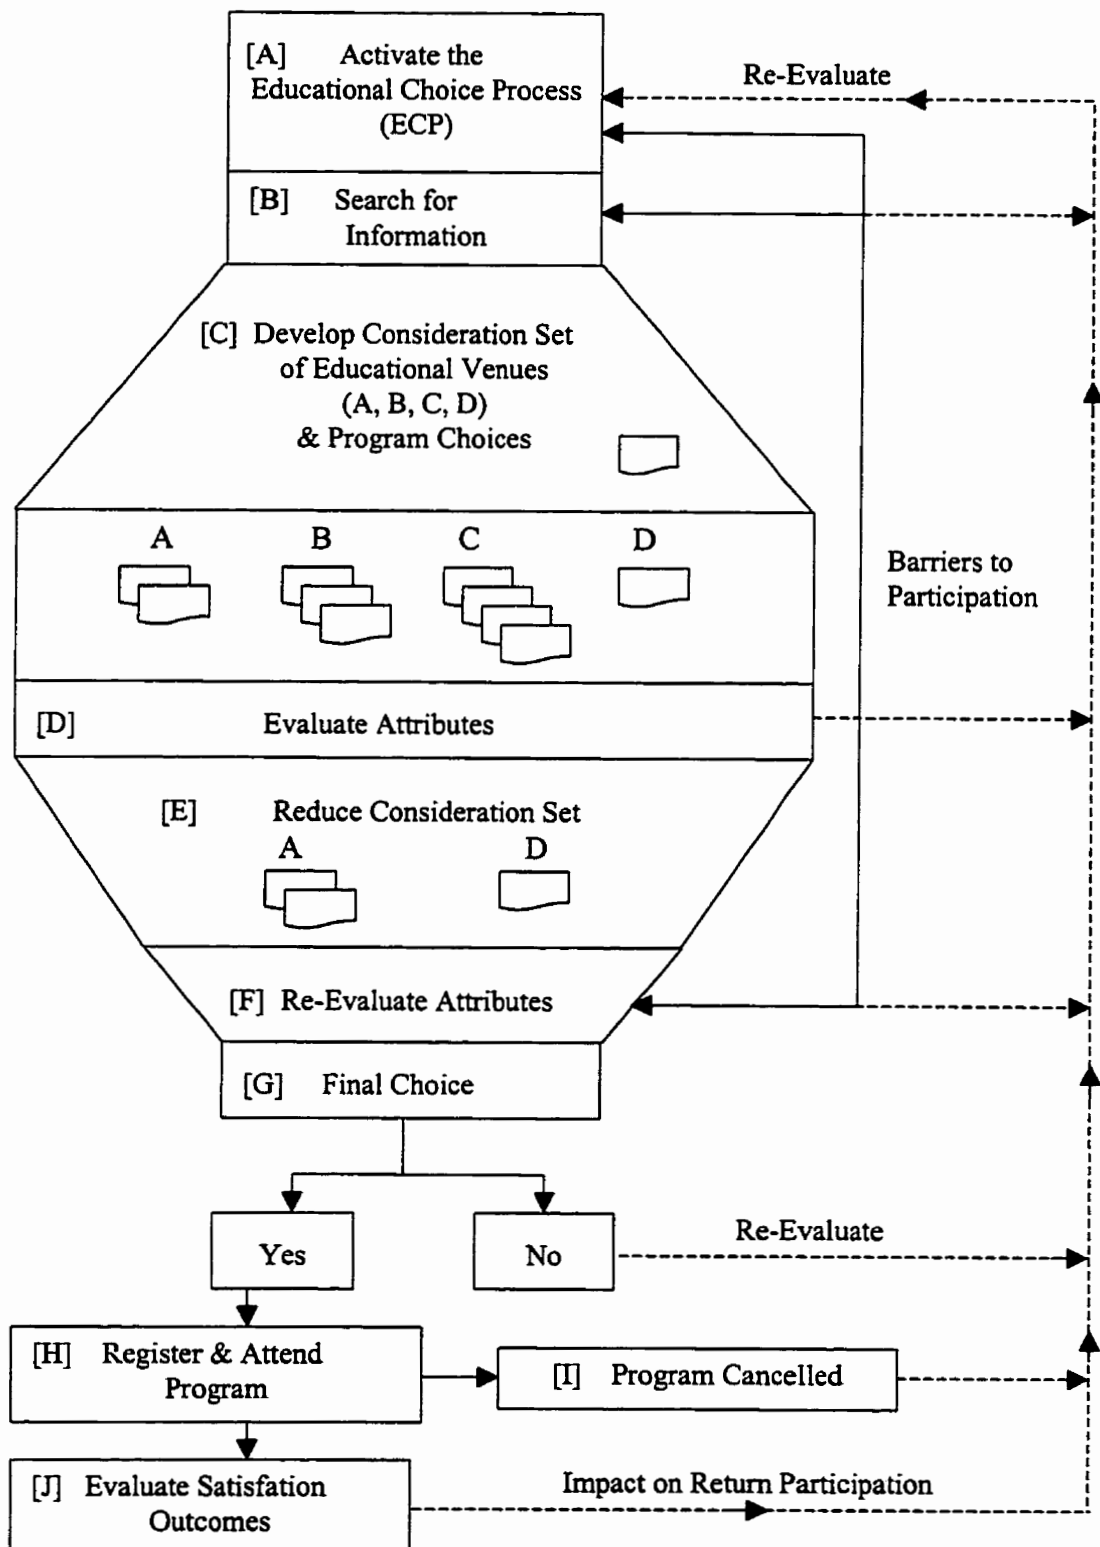 [A] Activate the
Educational Choice Process
(ECP)
Re-Evaluate
[B] Search for
Information
[C] Develop Consideration Set
of Educational Venues
(A, B, C, D)
& Program Choices
A B C D
Barriers to
Participation
[D] Evaluate Attributes
[E] Reduce Consideration Set
A D
[F] Re-Evaluate Attributes
[G] Final Choice
Yes No Re-Evaluate
[H] Register & Attend
Program
[I] Program Cancelled
[J] Evaluate Satisfation
Outcomes
Impact on Return Participation